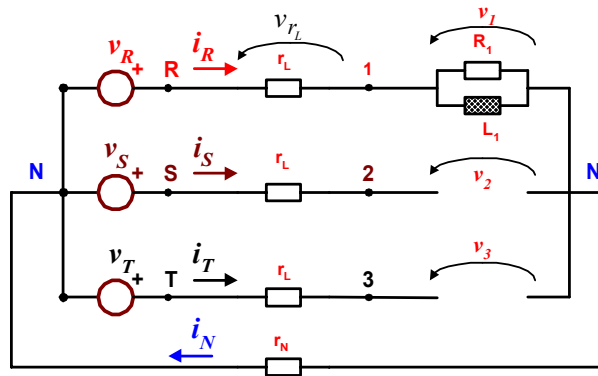 v_{r_L} v_1
v_R + R i_R r_L 1 R_1
L_1
N v_S + S i_S r_L 2 v_2 N
v_T + T i_T r_L 3 v_3
i_N r_N